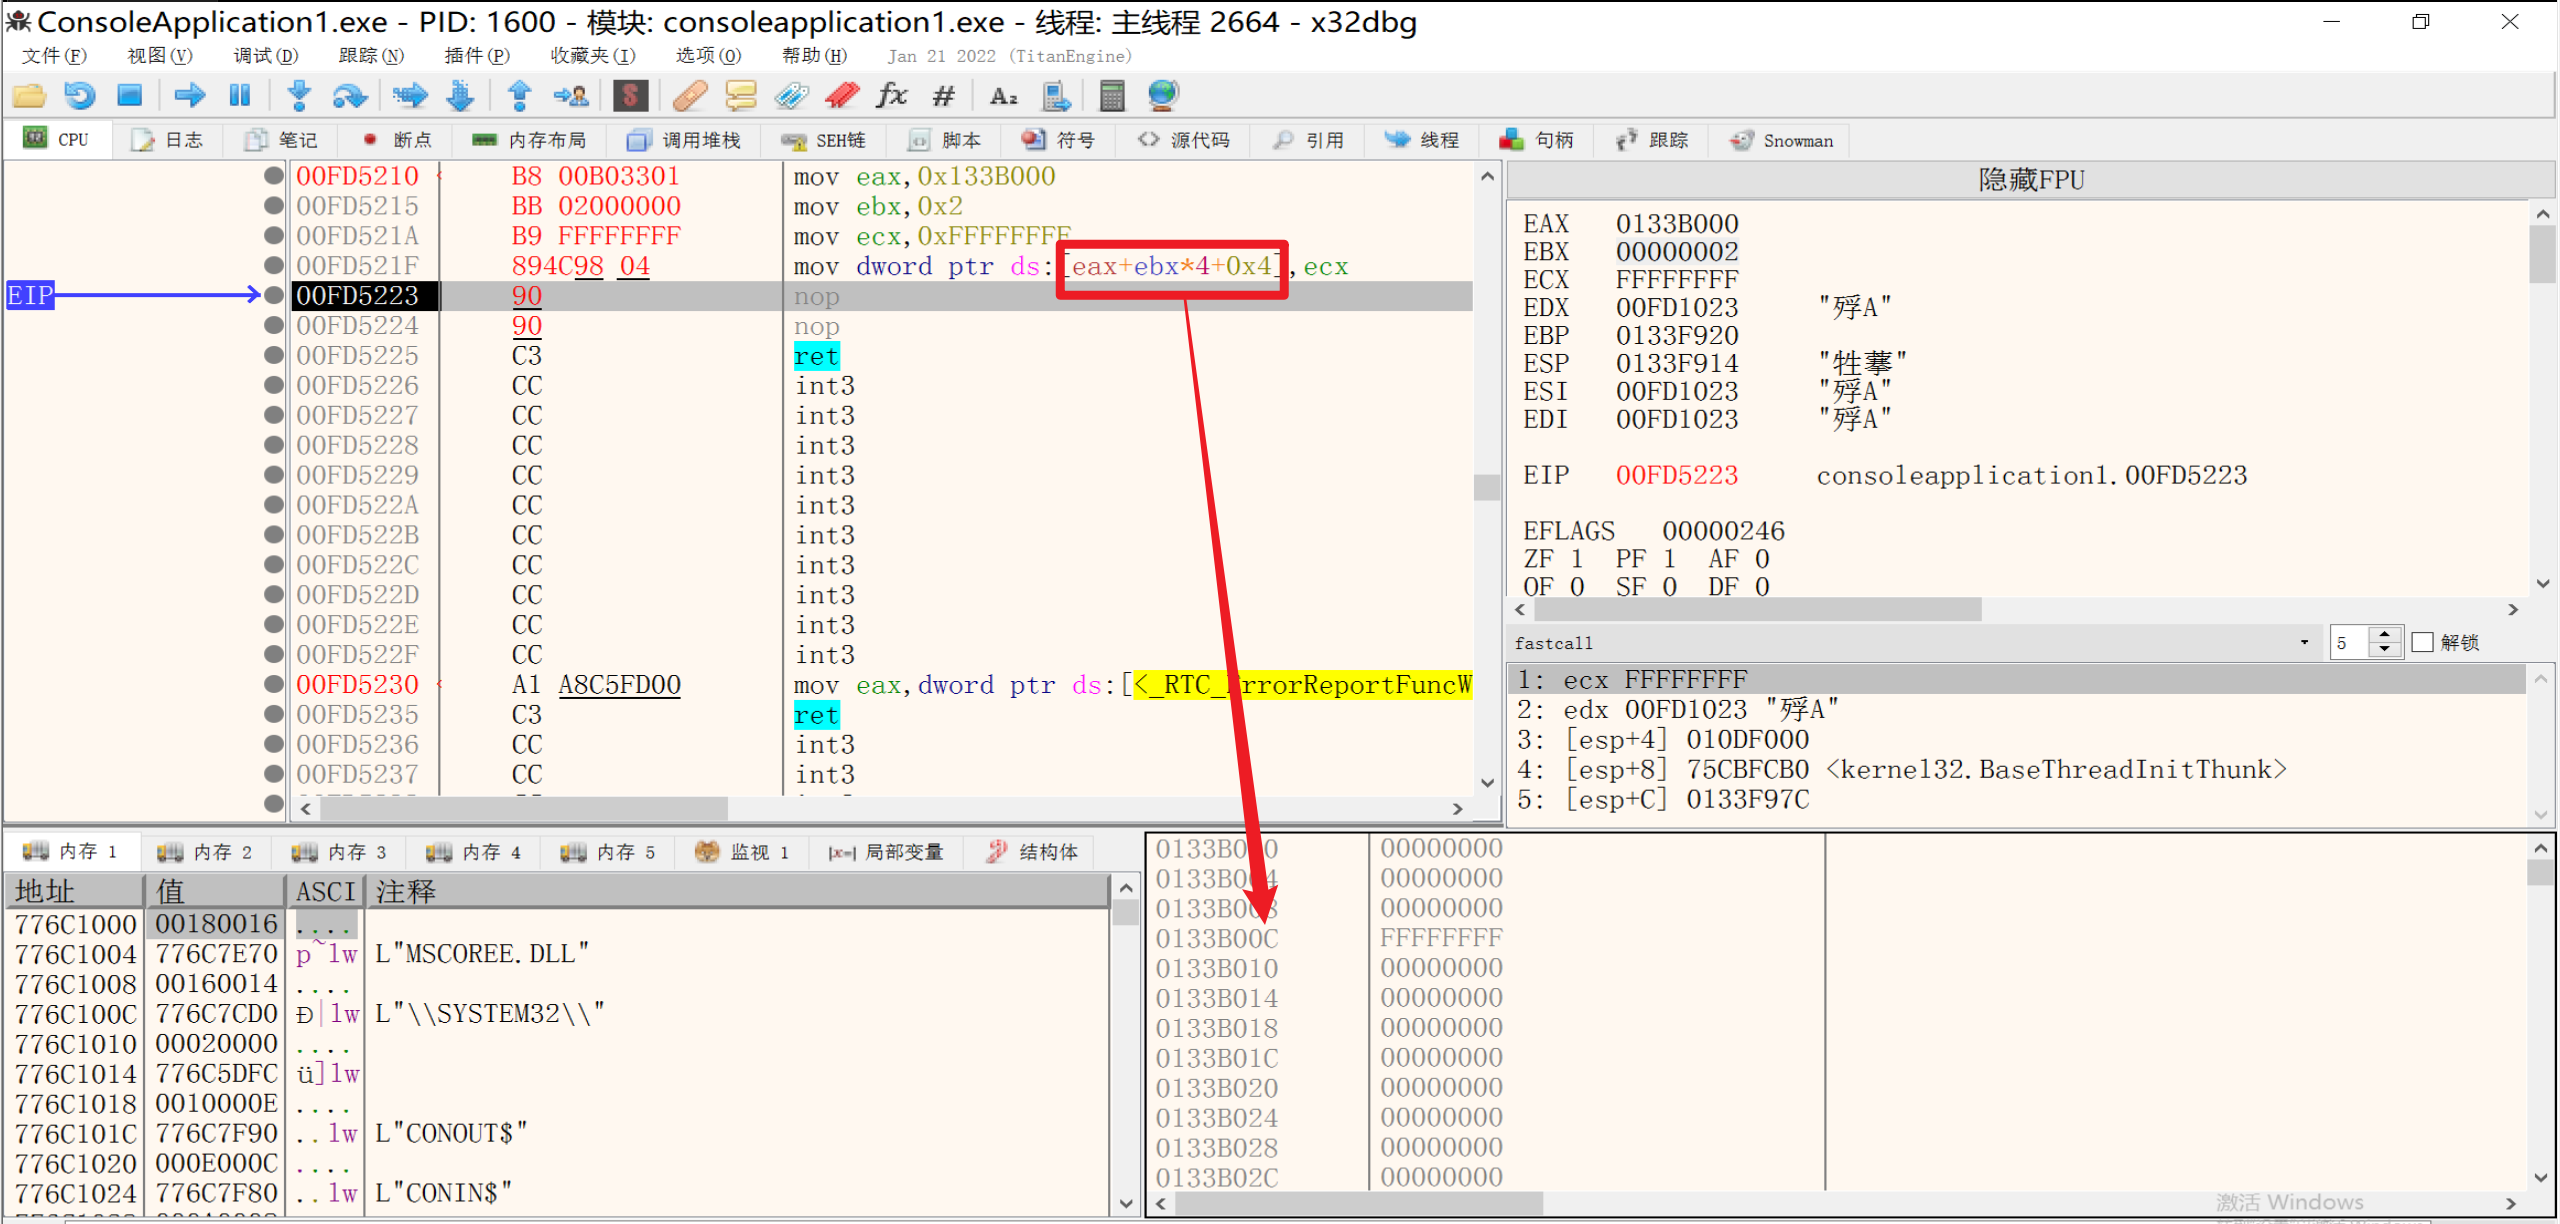 ConsoleApplication1.exe - PID: 1600 - 模块: consoleapplication1.exe - 线程: 主线程 2664 - x32dbg
文件(F) 视图(V) 调试(D) 跟踪(N) 插件(P) 收藏夹(I) 选项(O) 帮助(H) Jan 21 2022 (TitanEngine)
CPU 日志 笔记 断点 内存布局 调用堆栈 SEH链 脚本 符号 源代码 引用 线程 句柄 跟踪 Snowman
00FD5210 B8 00B03301 mov eax,0x133B000
00FD5215 BB 02000000 mov ebx,0x2
00FD521A B9 FFFFFFFF mov ecx,0xFFFFFFFF
00FD521F 894C98 04 mov dword ptr ds:[eax+ebx*4+0x4],ecx
EIP 00FD5223 90 nop
00FD5224 90 nop
00FD5225 C3 ret
00FD5226 CC int3
00FD5227 CC int3
00FD5228 CC int3
00FD5229 CC int3
00FD522A CC int3
00FD522B CC int3
00FD522C CC int3
00FD522D CC int3
00FD522E CC int3
00FD522F CC int3
00FD5230 A1 A8C5FD00 mov eax,dword ptr ds:[<_RTC_ErrorReportFuncW
00FD5235 C3 ret
00FD5236 CC int3
00FD5237 CC int3
隐藏FPU
EAX 0133B000
EBX 00000002
ECX FFFFFFFF
EDX 00FD1023 "殍A"
EBP 0133F920
ESP 0133F914
ESI 00FD1023 "殍A"
EDI 00FD1023 "殍A"
EIP 00FD5223 consoleapplication1.00FD5223
EFLAGS 00000246
ZF 1 PF 1 AF 0
OF 0 SF 0 DF 0
fastcall 5 解锁
1: ecx FFFFFFFF
2: edx 00FD1023 "殍A"
3: [esp+4] 010DF000
4: [esp+8] 75CBFCB0 <kernel32.BaseThreadInitThunk>
5: [esp+C] 0133F97C
内存 1 内存 2 内存 3 内存 4 内存 5 监视 1 局部变量 结构体
地址 值 ASCI 注释
776C1000 00180016 ....
776C1004 776C7E70 p~lw L"MSCOREE.DLL"
776C1008 00160014 ....
776C100C 776C7CD0 Ð|lw L"\\SYSTEM32\\"
776C1010 00020000 ....
776C1014 776C5DFC ü]lw
776C1018 0010000E ....
776C101C 776C7F90 ..lw L"CONOUT$"
776C1020 000E000C ....
776C1024 776C7F80 ..lw L"CONIN$"
0133B000 00000000
0133B004 00000000
0133B008 00000000
0133B00C FFFFFFFF
0133B010 00000000
0133B014 00000000
0133B018 00000000
0133B01C 00000000
0133B020 00000000
0133B024 00000000
0133B028 00000000
0133B02C 00000000
激活 Windows